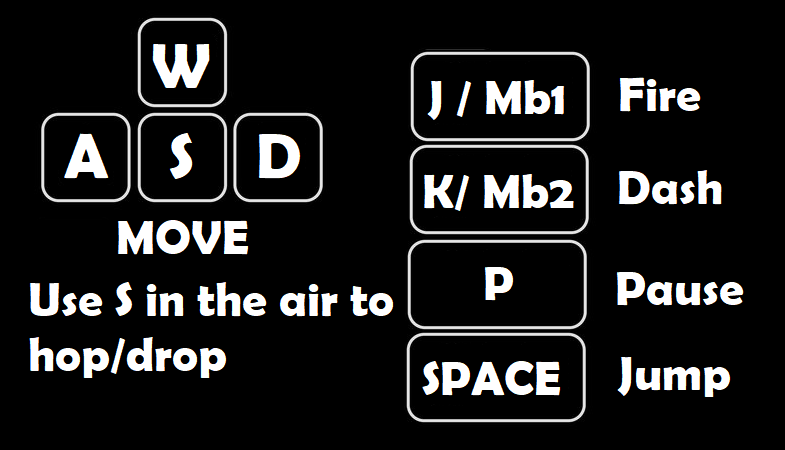 W
A S D
MOVE
Use S in the air to
hop/drop
J / Mb1 Fire
K/ Mb2 Dash
P Pause
SPACE Jump